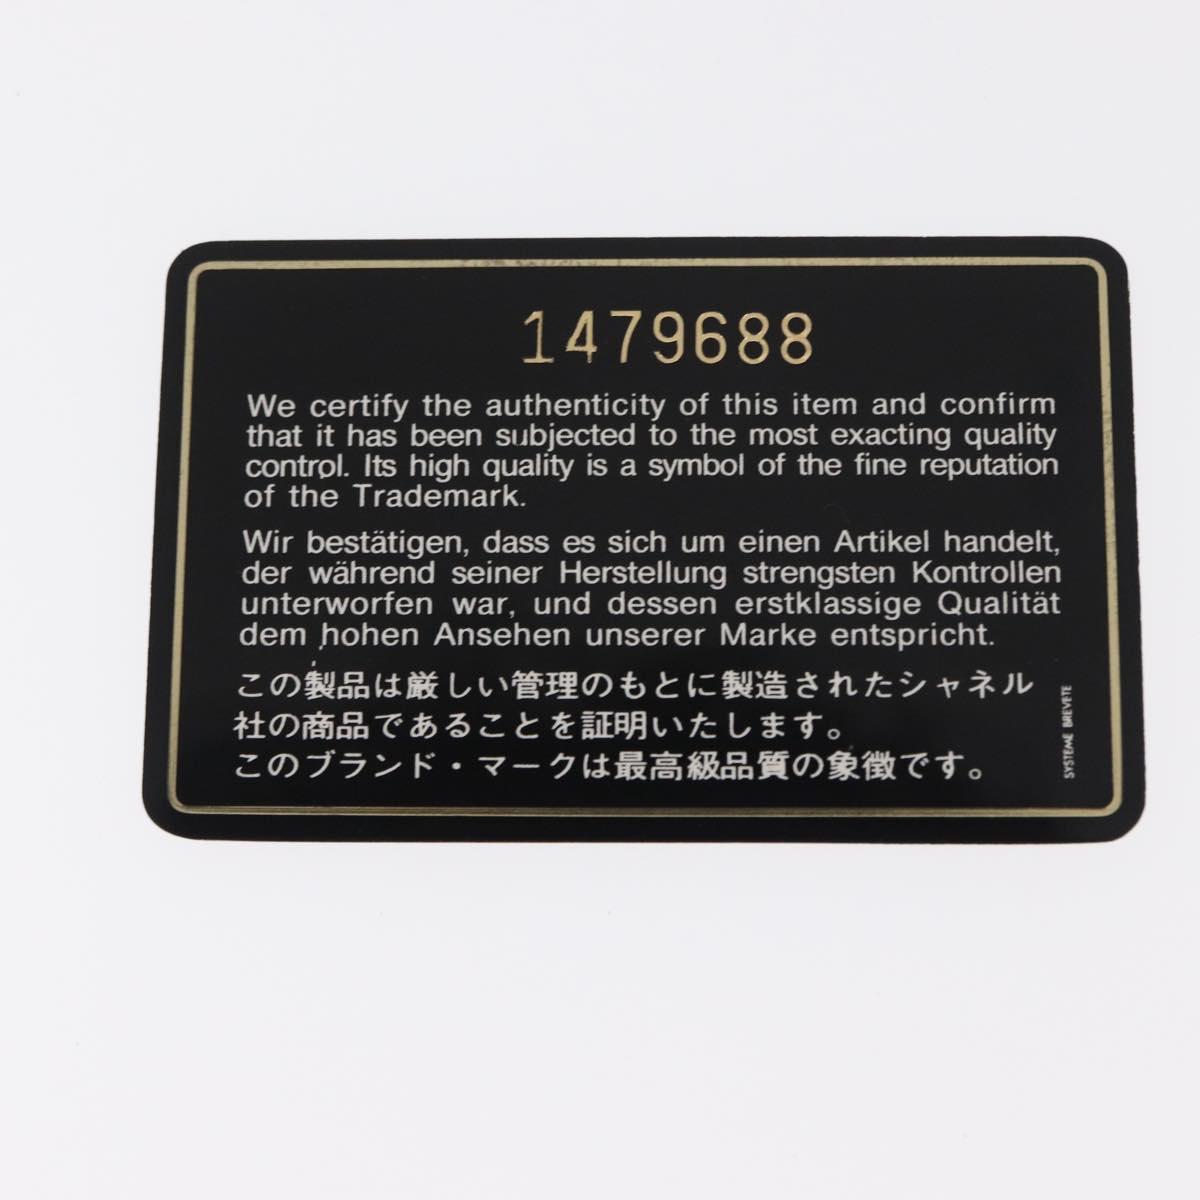 1479688
We certify the authenticity of this item and confirm
that it has been subjected to the most exacting quality
control. Its high quality is a symbol of the fine reputation
of the Trademark.
Wir bestätigen, dass es sich um einen Artikel handelt,
der während seiner Herstellung strengsten Kontrollen
unterworfen war, und dessen erstklassige Qualität
dem hohen Ansehen unserer Marke entspricht.
この製品は厳しい管理のもとに製造されたシャネル
社の商品であることを証明いたします。
このブランド・マークは最高級品質の象徴です。
SYSTEME BREVETE